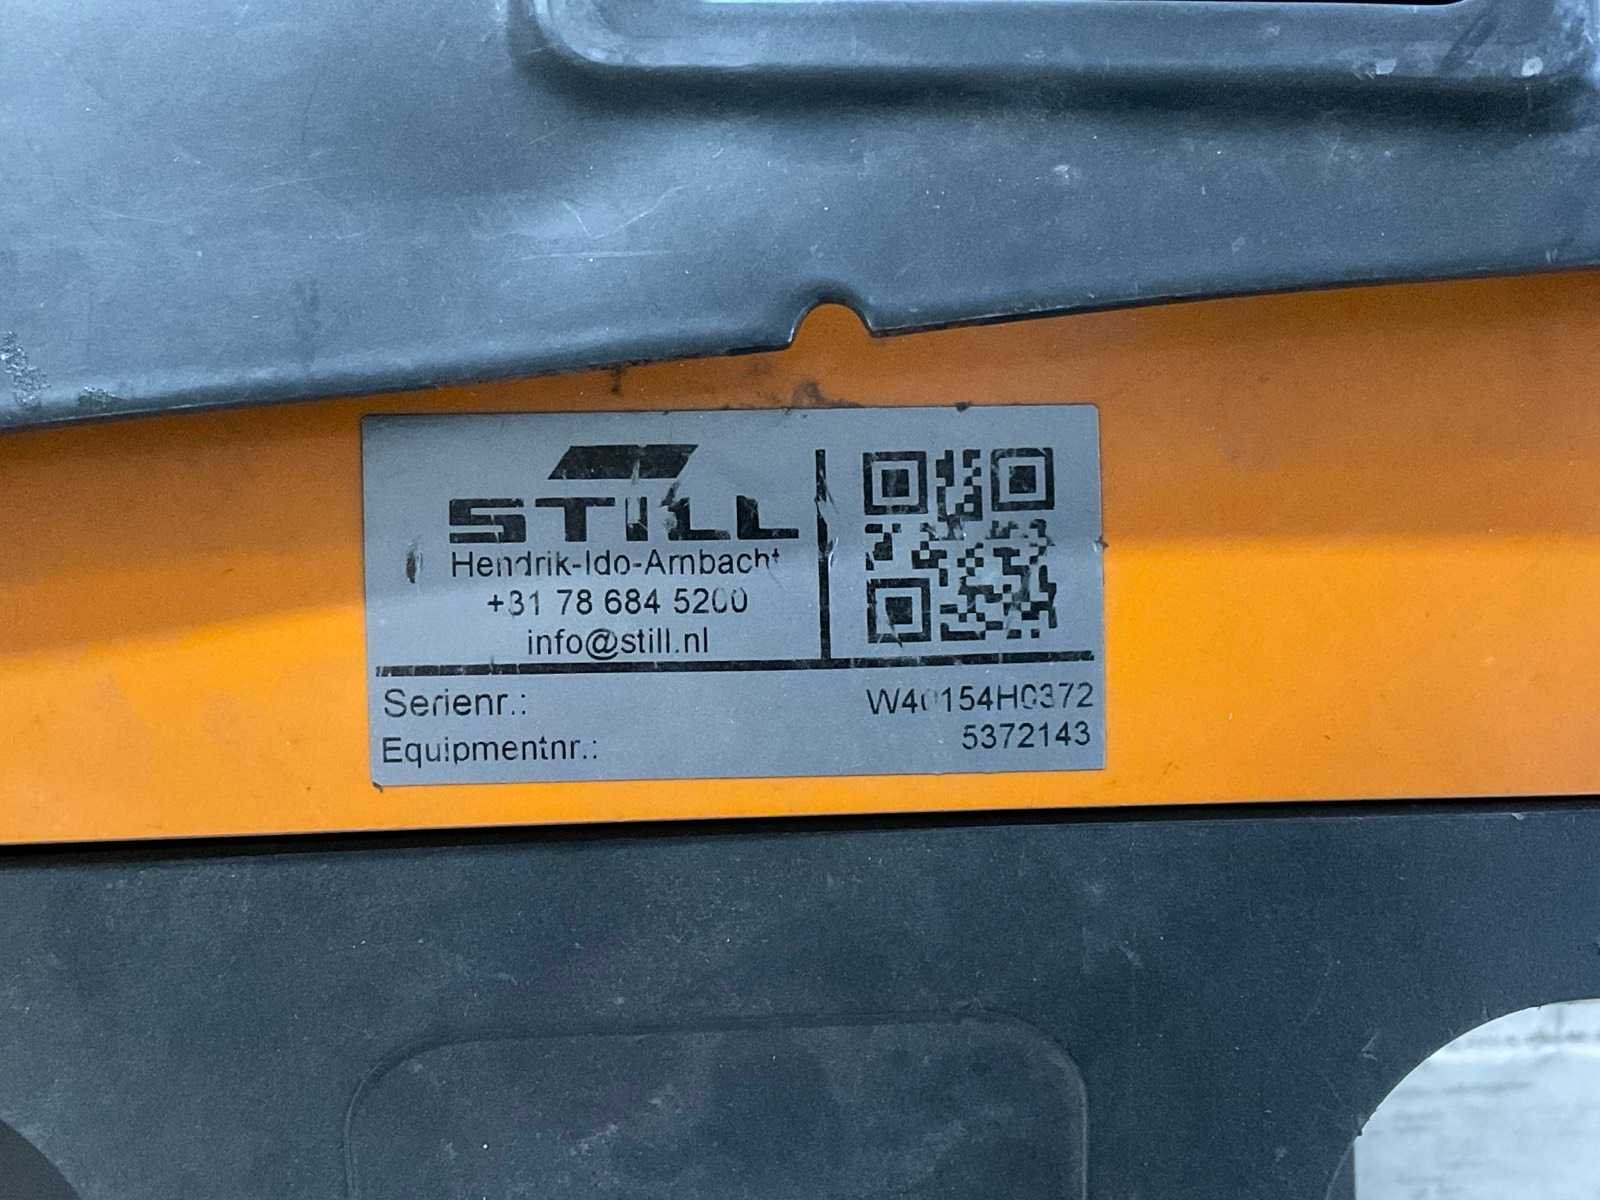 STILL
Hendrik-Ido-Ambacht
+31 78 684 5200
info@still.nl
Serienr.: W40154H0372
Equipmentnr.: 5372143